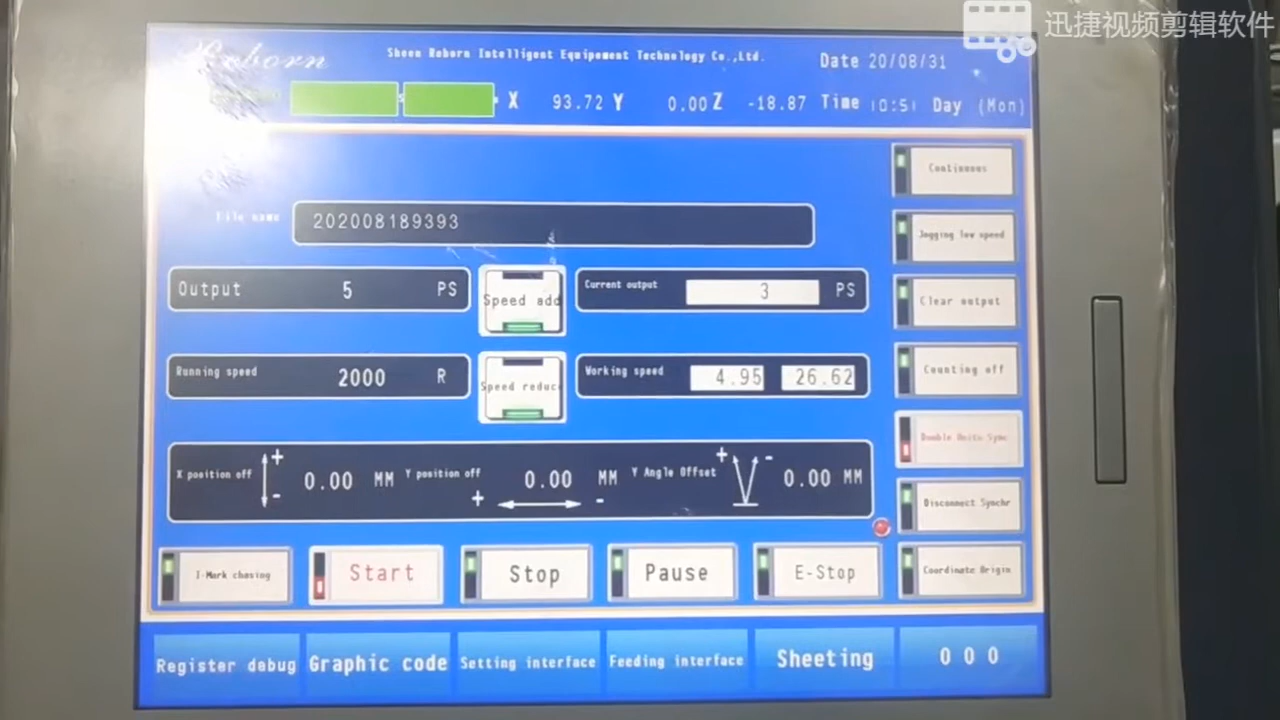 迅捷视频剪辑软件
Reborn
Sheen Reborn Intelligent Equipement Technology Co.,Ltd.
Date 20/08/31
X 93.72 Y 0.00 Z -18.87 Time 10:51 Day (Mon)
Continuous
File name 202008189393
Jogging low speed
Output 5 PS
Speed add
Current output 3 PS
Clear output
Running speed 2000 R
Speed reduce
Working speed 4.95 26.62
Counting off
Double Units Sync
X position off + - 0.00 MM
Y position off + - 0.00 MM
Y Angle Offset + - 0.00 MM
Disconnect Synchr
I-Mark chasing
Start
Stop
Pause
E-Stop
Coordinate Origin
Register debug
Graphic code
Setting interface
Feeding interface
Sheeting
0 0 0